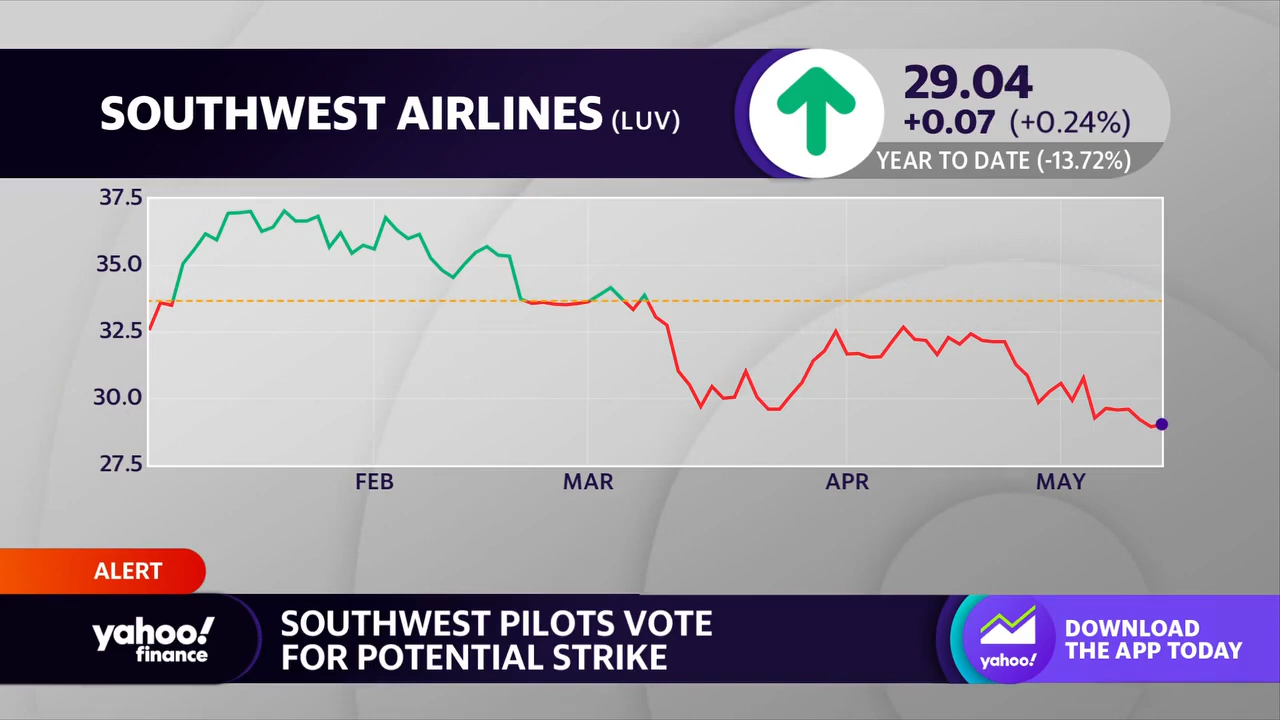 SOUTHWEST AIRLINES (LUV)
29.04
+0.07 (+0.24%)
YEAR TO DATE (-13.72%)
37.5
35.0
32.5
30.0
27.5
FEB MAR APR MAY
ALERT
yahoo!
finance
SOUTHWEST PILOTS VOTE
FOR POTENTIAL STRIKE
yahoo!
DOWNLOAD
THE APP TODAY